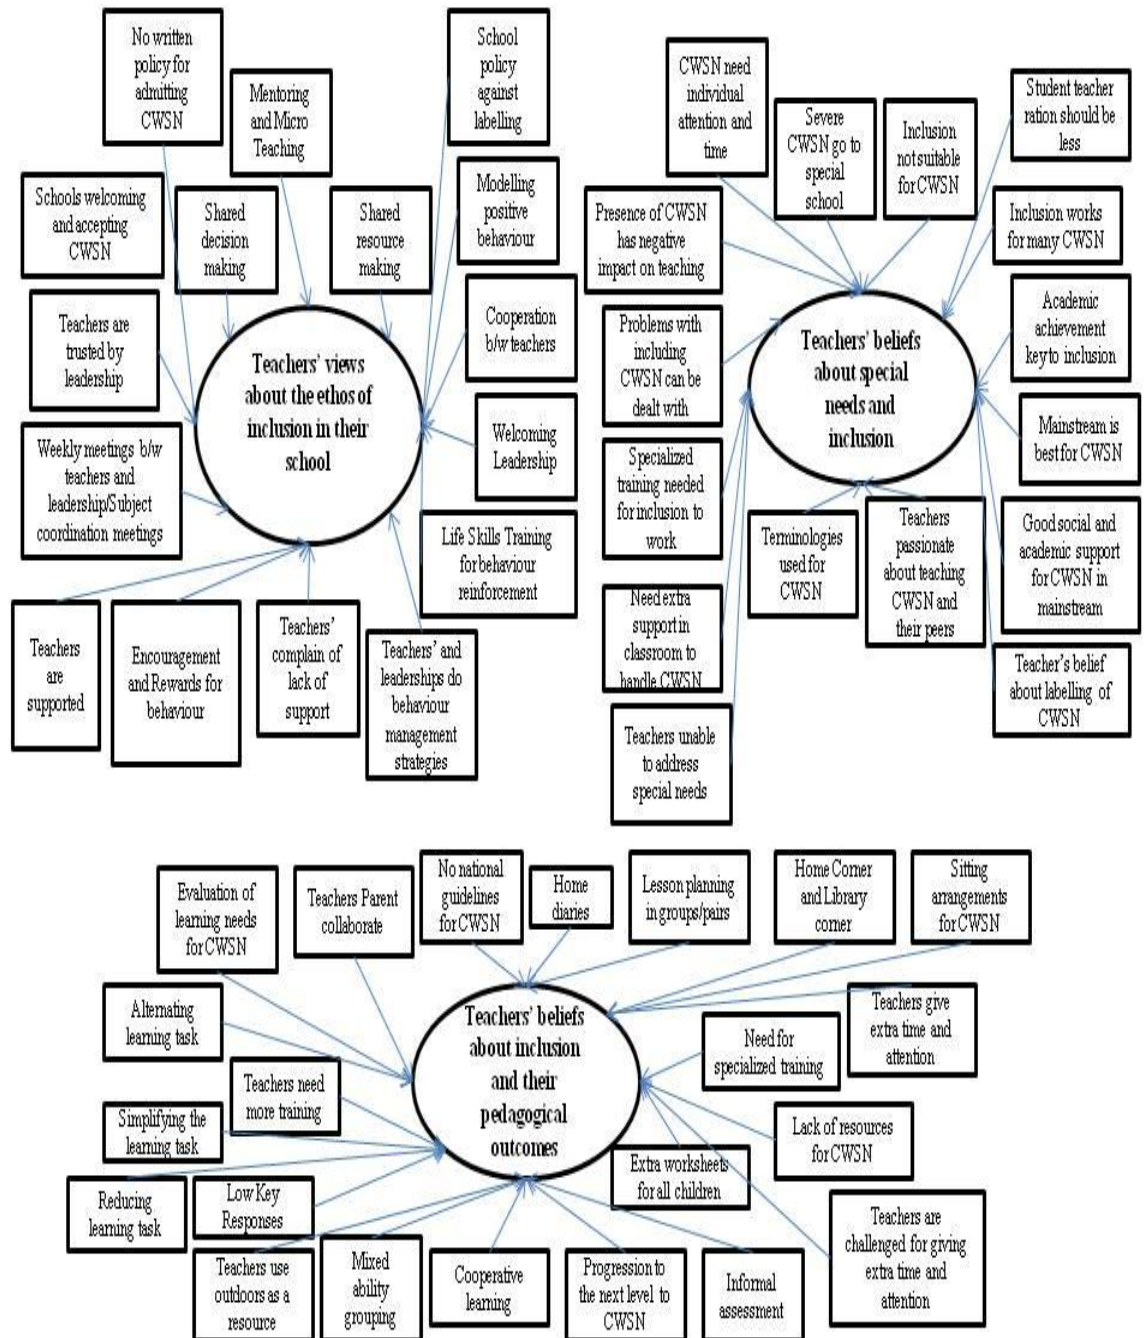 No written
policy for
admitting
CWSN
Mentoring
and Micro
Teaching
School
policy
against
labelling
Schools welcoming
and accepting
CWSN
Shared
decision
making
Shared
resource
making
Modelling
positive
behaviour
Teachers are
trusted by
leadership
Teachers' views
about the ethos of
inclusion in their
school
Cooperation
b/w teachers
Weekly meetings b/w
teachers and
leadership/Subject
coordination meetings
Welcoming
Leadership
Life Skills Training
for behaviour
reinforcement
Teachers
are
supported
Encouragement
and Rewards for
behaviour
Teachers'
complain of
lack of
support
Teachers' and
leaderships do
behaviour
management
strategies
CWSN need
individual
attention and
time
Severe
CWSN go to
special
school
Inclusion
not suitable
for CWSN
Student teacher
ration should be
less
Presence of CWSN
has negative
impact on teaching
Inclusion works
for many CWSN
Problems with
including
CWSN can be
dealt with
Teachers' beliefs
about special
needs and
inclusion
Academic
achievement
key to inclusion
Mainstream is
best for CWSN
Specialized
training needed
for inclusion to
work
Terminologies
used for
CWSN
Teachers
passionate
about teaching
CWSN and
their peers
Good social and
academic support
for CWSN in
mainstream
Need extra
support in
classroom to
handle CWSN
Teacher's belief
about labelling of
CWSN
Teachers unable
to address
special needs
Evaluation of
learning needs
for CWSN
Teachers Parent
collaborate
No national
guidelines
for CWSN
Home
diaries
Lesson planning
in groups/pairs
Home Corner
and Library
corner
Sitting
arrangements
for CWSN
Alternating
learning task
Teachers' beliefs
about inclusion
and their
pedagogical
outcomes
Need for
specialized training
Teachers give
extra time and
attention
Teachers need
more training
Simplifying the
learning task
Lack of resources
for CWSN
Reducing
learning task
Low Key
Responses
Extra worksheets
for all children
Teachers are
challenged for giving
extra time and
attention
Teachers use
outdoors as a
resource
Mixed
ability
grouping
Cooperative
learning
Progression to
the next level to
CWSN
Informal
assessment